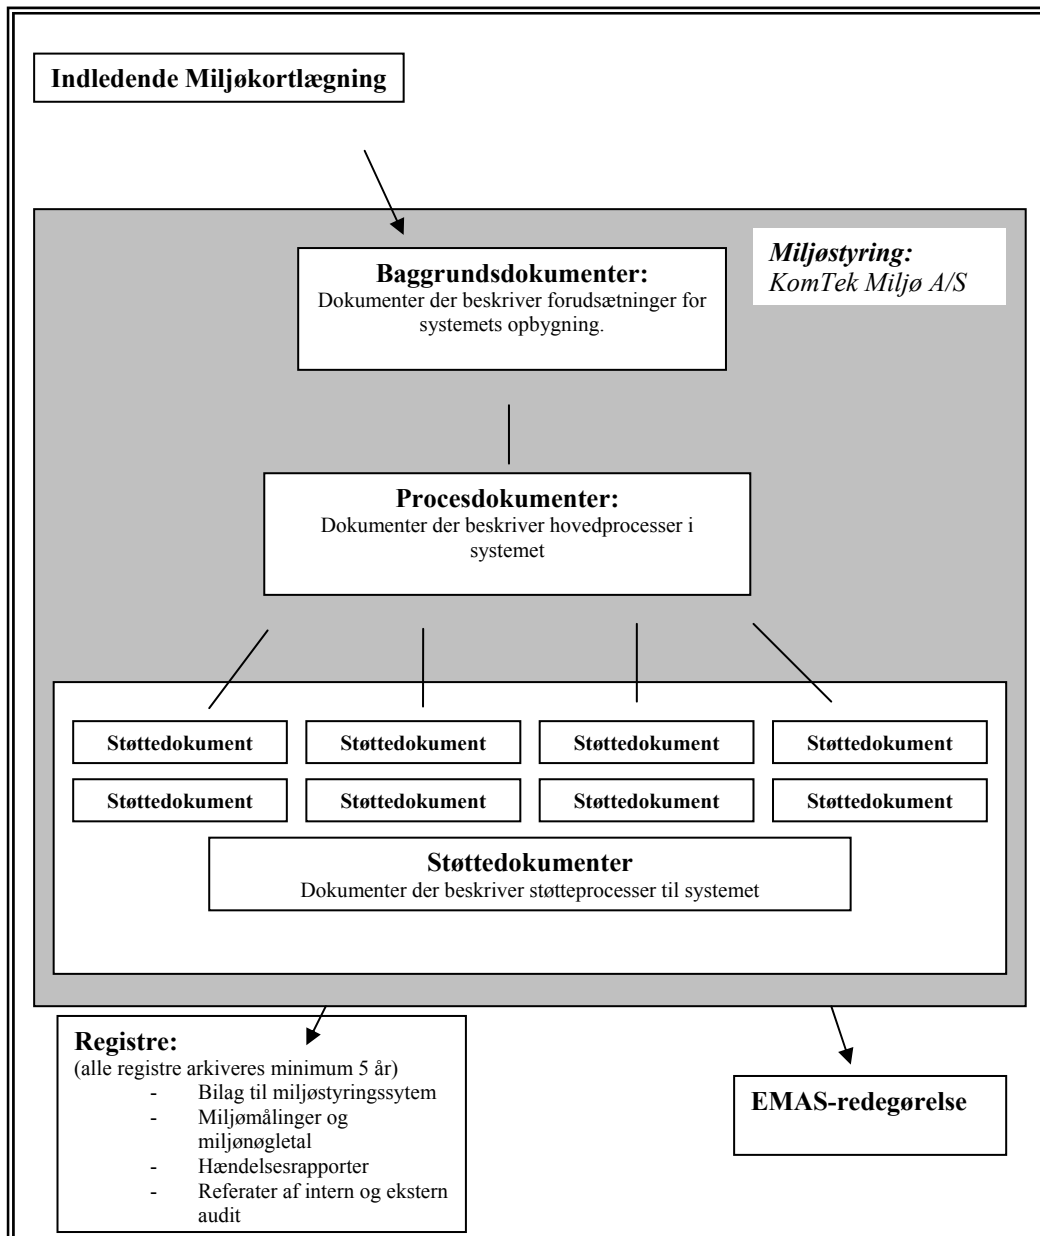 Indledende Miljøkortlægning
Miljøstyring:
KomTek Miljø A/S
Baggrundsdokumenter:
Dokumenter der beskriver forudsætninger for
systemets opbygning.
Procesdokumenter:
Dokumenter der beskriver hovedprocesser i
systemet
Støttedokument Støttedokument Støttedokument Støttedokument
Støttedokument Støttedokument Støttedokument Støttedokument
Støttedokumenter
Dokumenter der beskriver støtteprocesser til systemet
Registre:
(alle registre arkiveres minimum 5 år)
- Bilag til miljøstyringssytem
- Miljømålinger og
miljønøgletal
- Hændelsesrapporter
- Referater af intern og ekstern
audit
EMAS-redegørelse